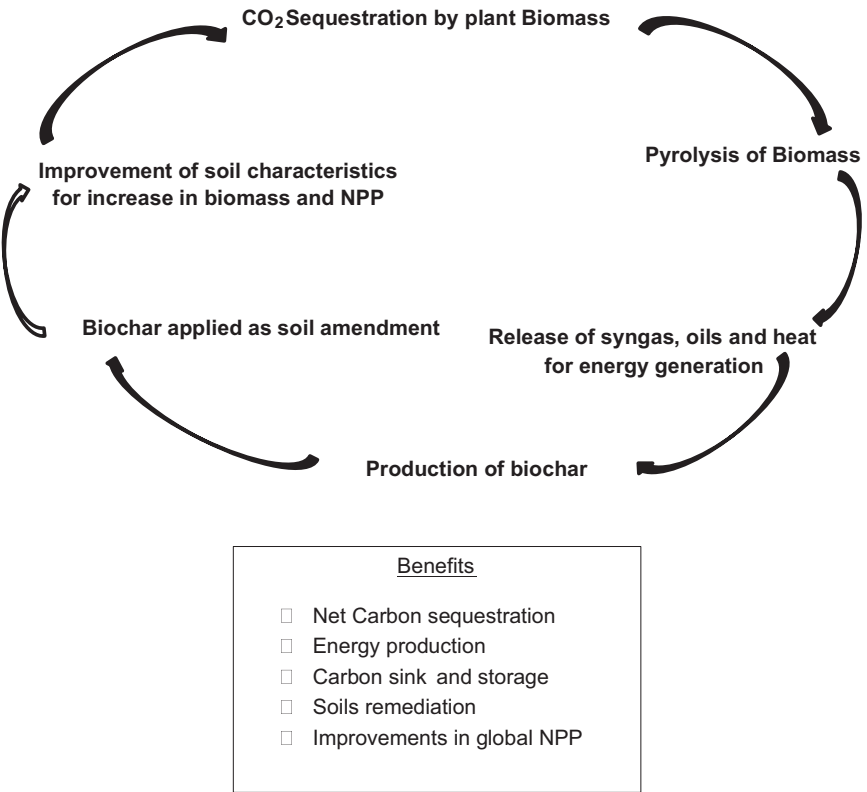 CO2 Sequestration by plant Biomass
Pyrolysis of Biomass
Release of syngas, oils and heat
for energy generation
Production of biochar
Biochar applied as soil amendment
Improvement of soil characteristics
for increase in biomass and NPP
Benefits
Net Carbon sequestration
Energy production
Carbon sink and storage
Soils remediation
Improvements in global NPP